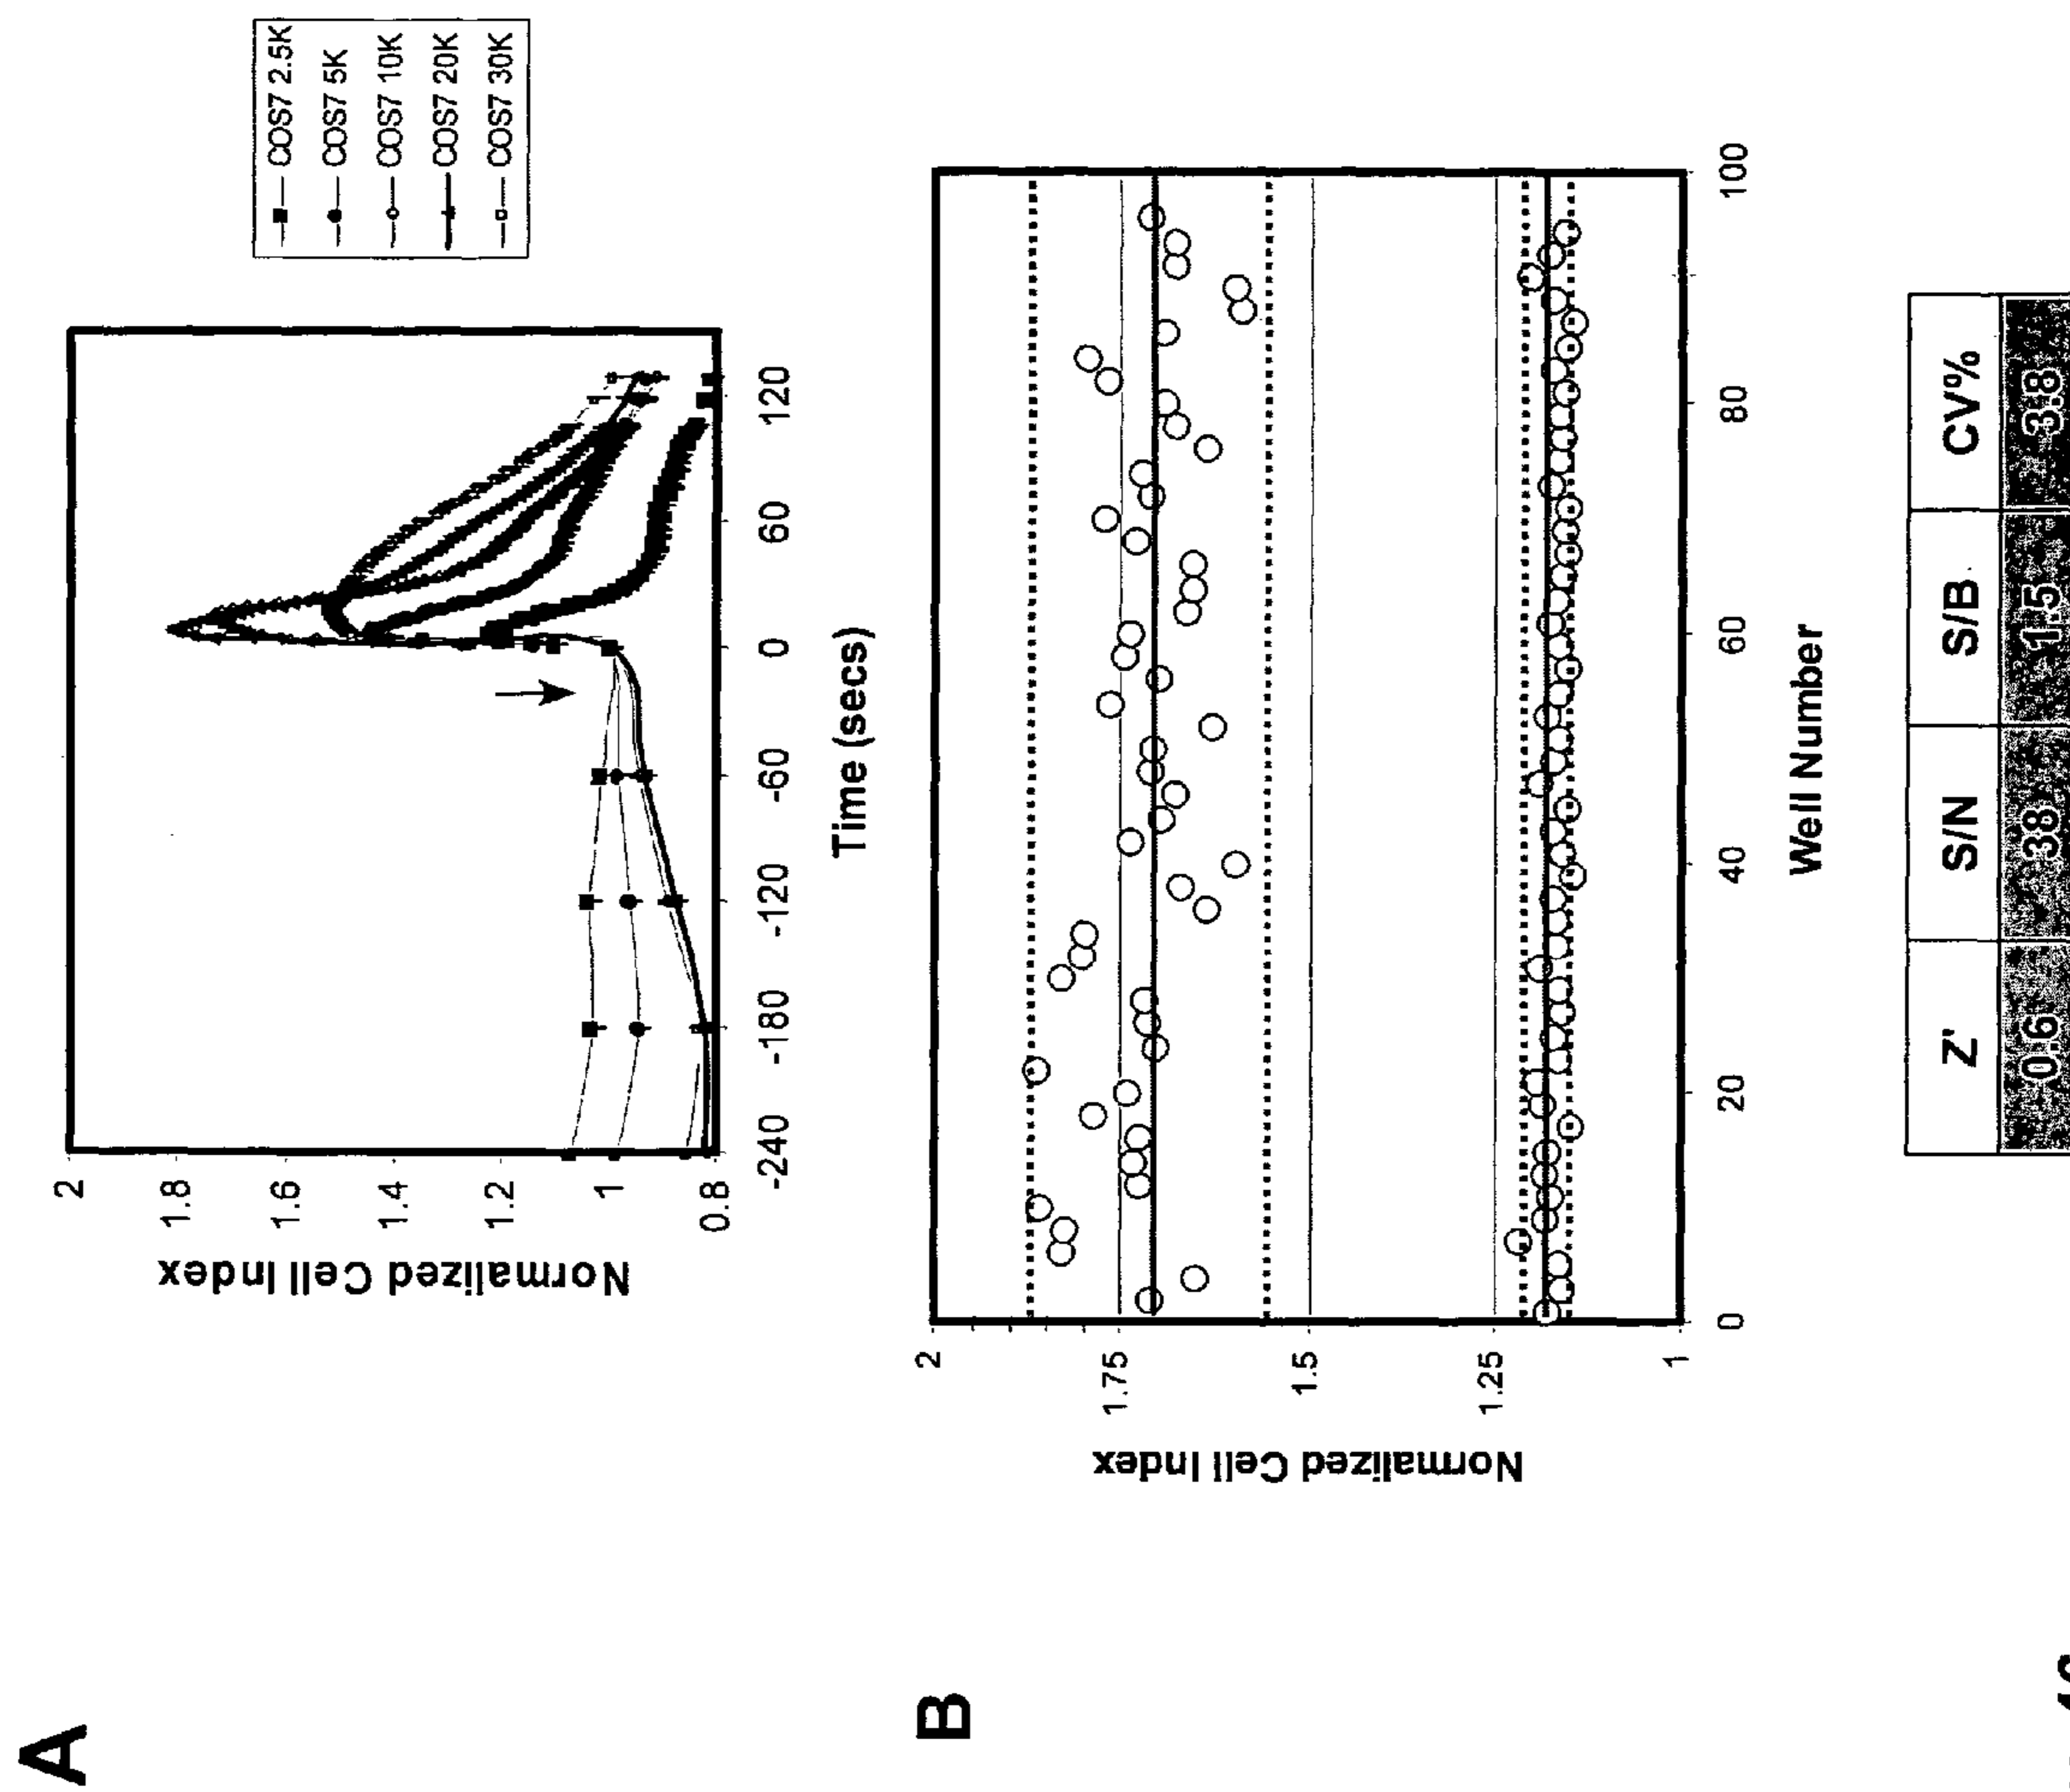 A
COS7 2.5K
COS7 5K
COS7 10K
COS7 20K
COS7 30K
Normalized Cell Index
2
1.8
1.6
1.4
1.2
1
0.8
-240 -180 -120 -60 0 60 120
Time (secs)
B
Normalized Cell Index
2
1.75
1.5
1.25
1
0 20 40 60 80 100
Well Number
Z' S/N S/B CV%
0.6 38 1.5 3.8